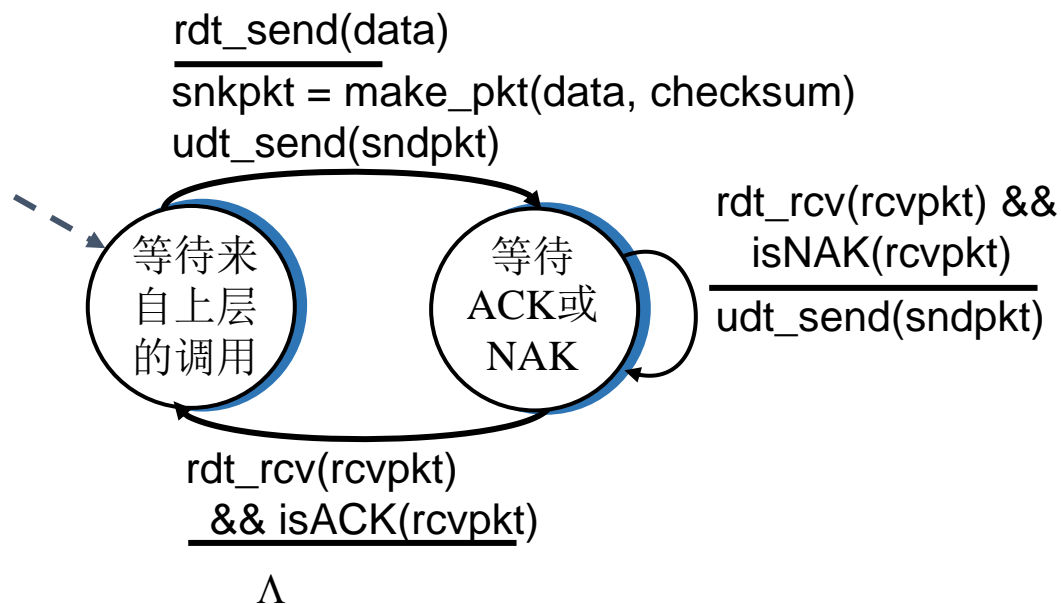 rdt_send(data)
snkpkt = make_pkt(data, checksum)
udt_send(sndpkt)
等待来
自上层
的调用
等待
ACK或
NAK
rdt_rcv(rcvpkt) &&
isNAK(rcvpkt)
udt_send(sndpkt)
rdt_rcv(rcvpkt)
&& isACK(rcvpkt)
Λ